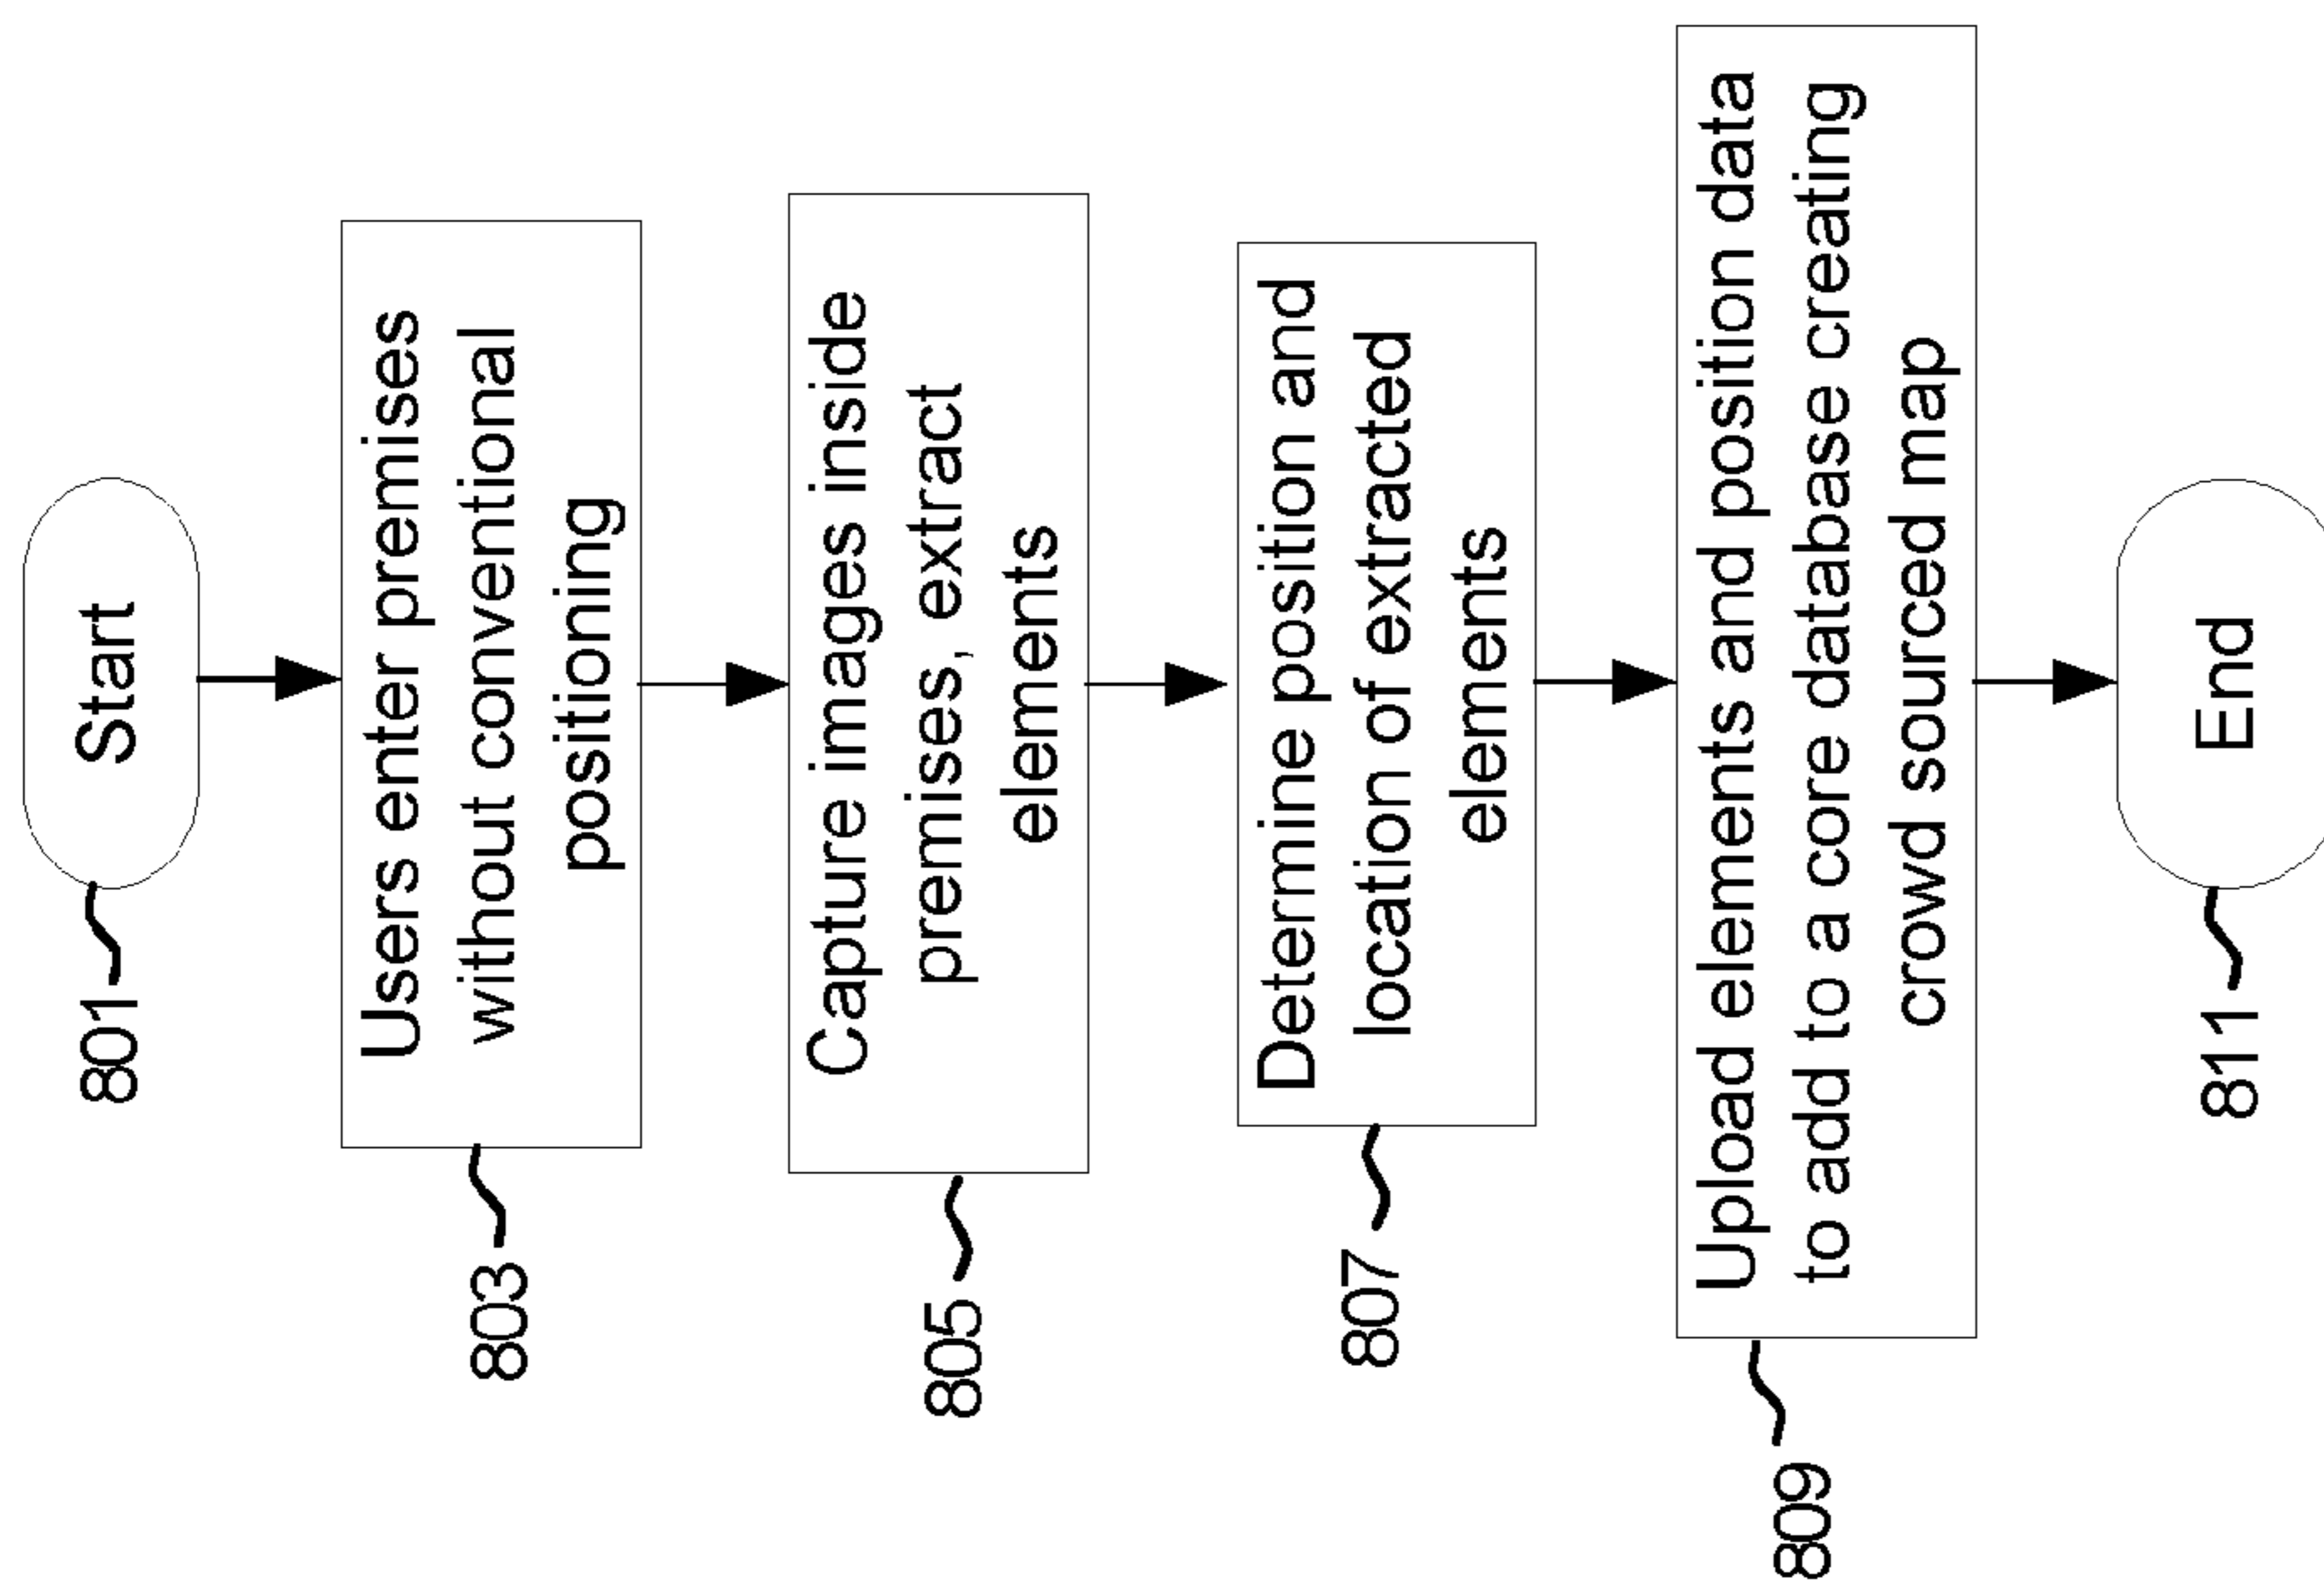 801
Start
803
Users enter premises
without conventional
positioning
805
Capture images inside
premises, extract
elements
807
Determine position and
location of extracted
elements
809
Upload elements and position data
to add to a core database creating
crowd sourced map
811
End